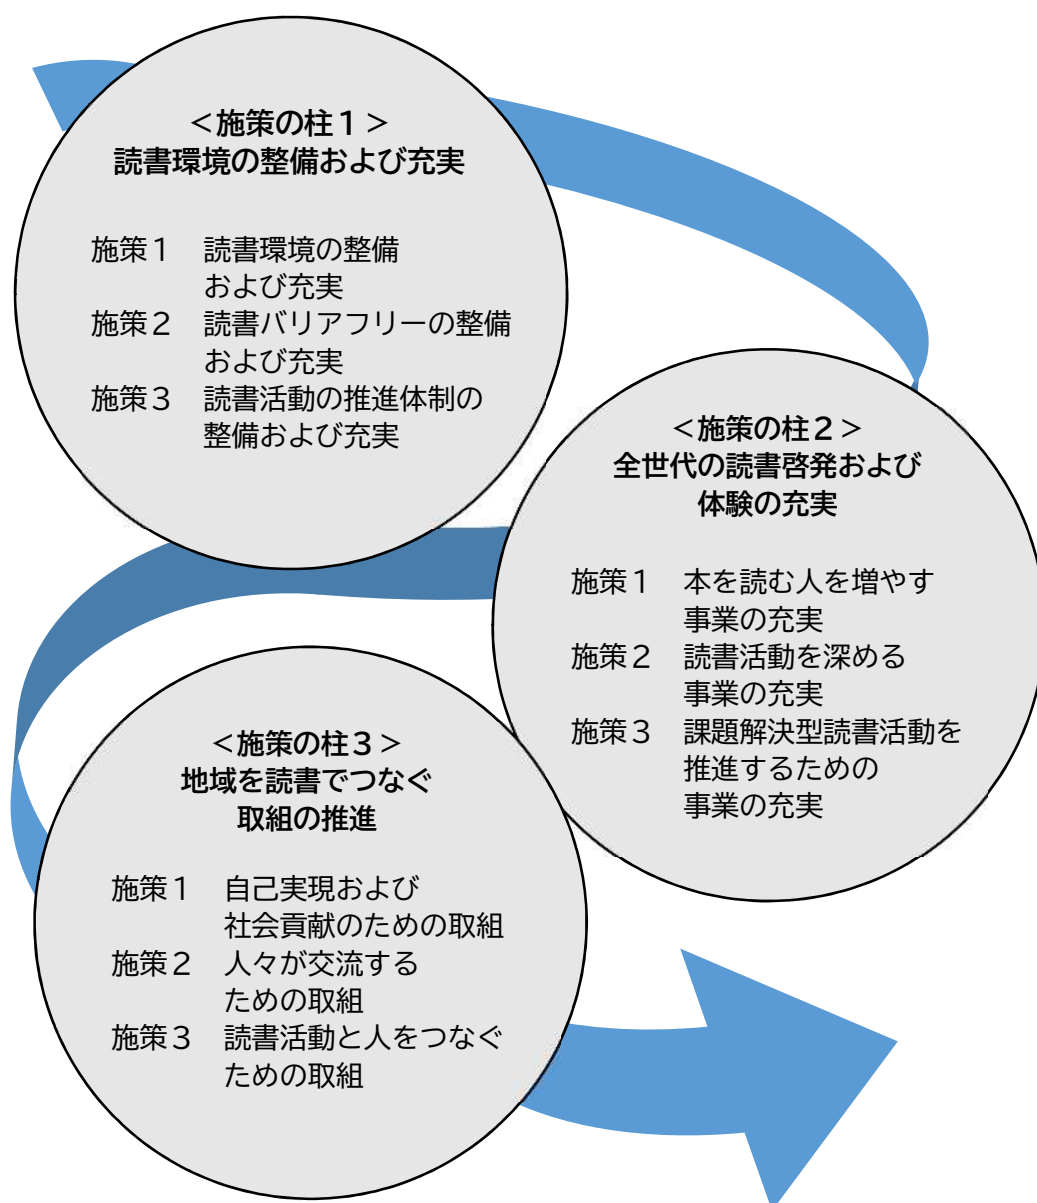 ＜施策の柱１＞
読書環境の整備および充実
施策１　読書環境の整備
および充実
施策２　読書バリアフリーの整備
および充実
施策３　読書活動の推進体制の
整備および充実
＜施策の柱２＞
全世代の読書啓発および
体験の充実
施策１　本を読む人を増やす
事業の充実
施策２　読書活動を深める
事業の充実
施策３　課題解決型読書活動を
推進するための
事業の充実
＜施策の柱３＞
地域を読書でつなぐ
取組の推進
施策１　自己実現および
社会貢献のための取組
施策２　人々が交流する
ための取組
施策３　読書活動と人をつなぐ
ための取組